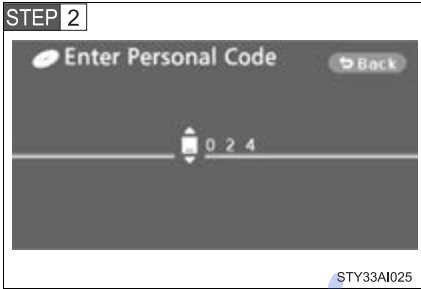 STEP 2
Enter Personal Code
Back
_ 0 2 4
STY33AI025